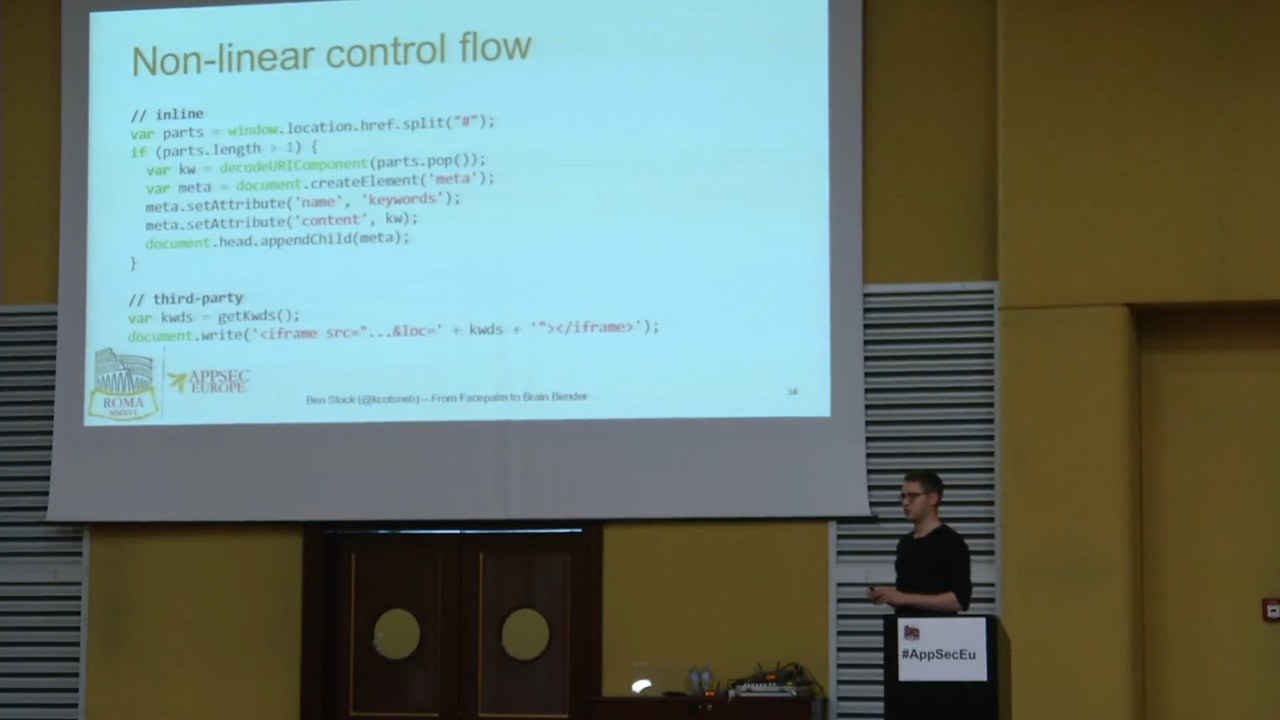 Non-linear control flow
// inline
var parts = window.location.href.split("#");
if (parts.length > 1) {
  var kw = decodeURIComponent(parts.pop());
  var meta = document.createElement('meta');
  meta.setAttribute('name', 'keywords');
  meta.setAttribute('content', kw);
  document.head.appendChild(meta);
}
// third-party
var kwds = getKwds();
document.write('<iframe src="...&loc=' + kwds + '"></iframe>');
ROMA
MMXVI
APPSEC
EUROPE
Ben Stock (@kcotsneb) – From Facepalm to Brain Bender
34
#AppSecEu